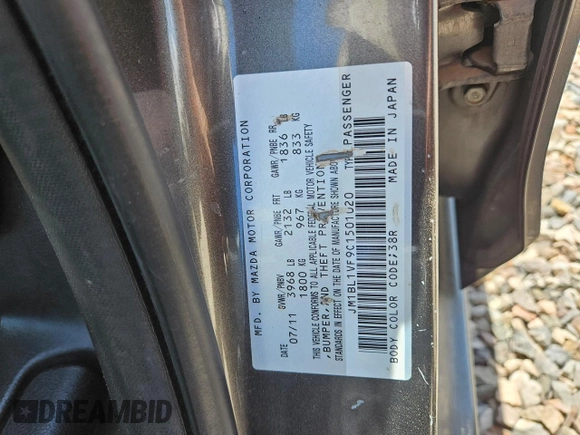 MFD. BY MAZDA MOTOR CORPORATION
DATE GVWR/PNBV GAWR/PNBE FRT GAWR/PNBE RR
07/11 3968 LB 2132 LB 1836 LB
1800 KG 967 KG 833 KG
THIS VEHICLE CONFORMS TO ALL APPLICABLE FEDERAL MOTOR VEHICLE SAFETY
,BUMPER,AND THEFT PREVENTION
STANDARDS IN EFFECT ON THE DATE OF MANUFACTURE SHOWN ABOVE
JM1BL1VF9C1501020 PASSENGER
BODY COLOR CODE;38R MADE IN JAPAN
DREAMBID